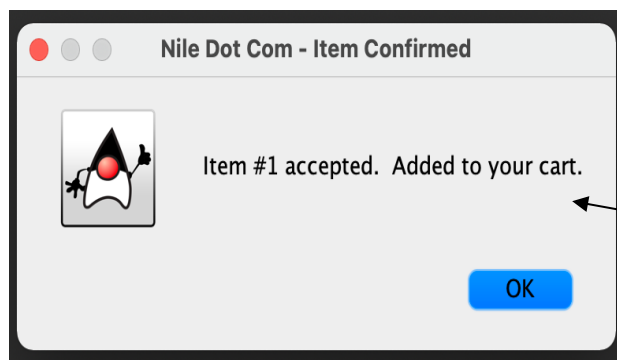 Nile Dot Com - Item Confirmed
Item #1 accepted.  Added to your cart.
OK